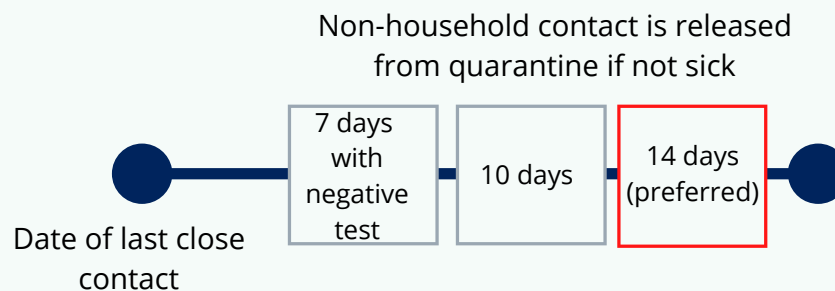 Non-household contact is released
from quarantine if not sick
7 days
with
negative
test
10 days
14 days
(preferred)
Date of last close
contact